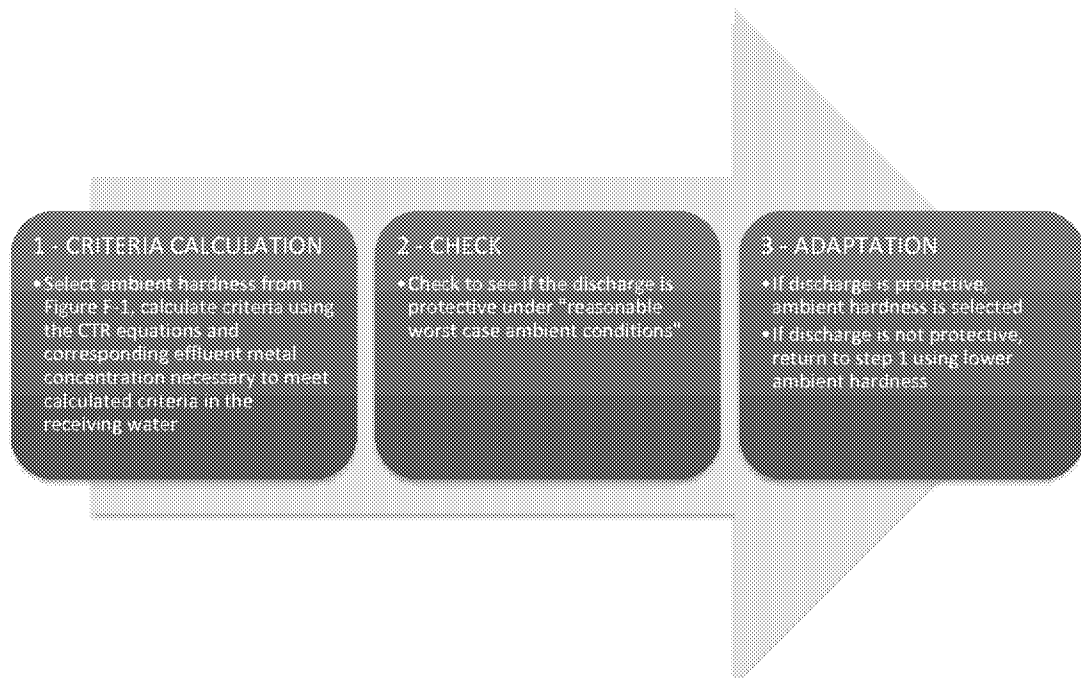 1 - CRITERIA CALCULATION
•Select ambient hardness from
Figure F-1, calculate criteria using
the CTR equations and
corresponding effluent metal
concentration necessary to meet
calculated criteria in the
receiving water
2 - CHECK
•Check to see if the discharge is
protective under "reasonable
worst case ambient conditions"
3 - ADAPTATION
•If discharge is protective,
ambient hardness is selected
•If discharge is not protective,
return to step 1 using lower
ambient hardness